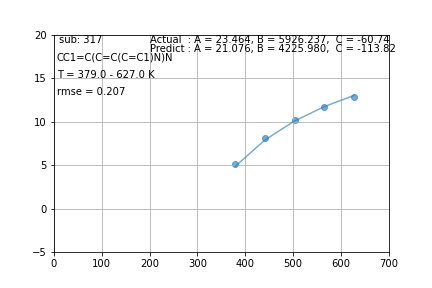 sub: 317
Actual : A = 23.464, B = 5926.237, C = -60.74
Predict : A = 21.076, B = 4225.980, C = -113.82
CC1=C(C(=C(C=C1)N)N
T = 379.0 - 627.0 K
rmse = 0.207
20
15
10
5
0
−5
0 100 200 300 400 500 600 700